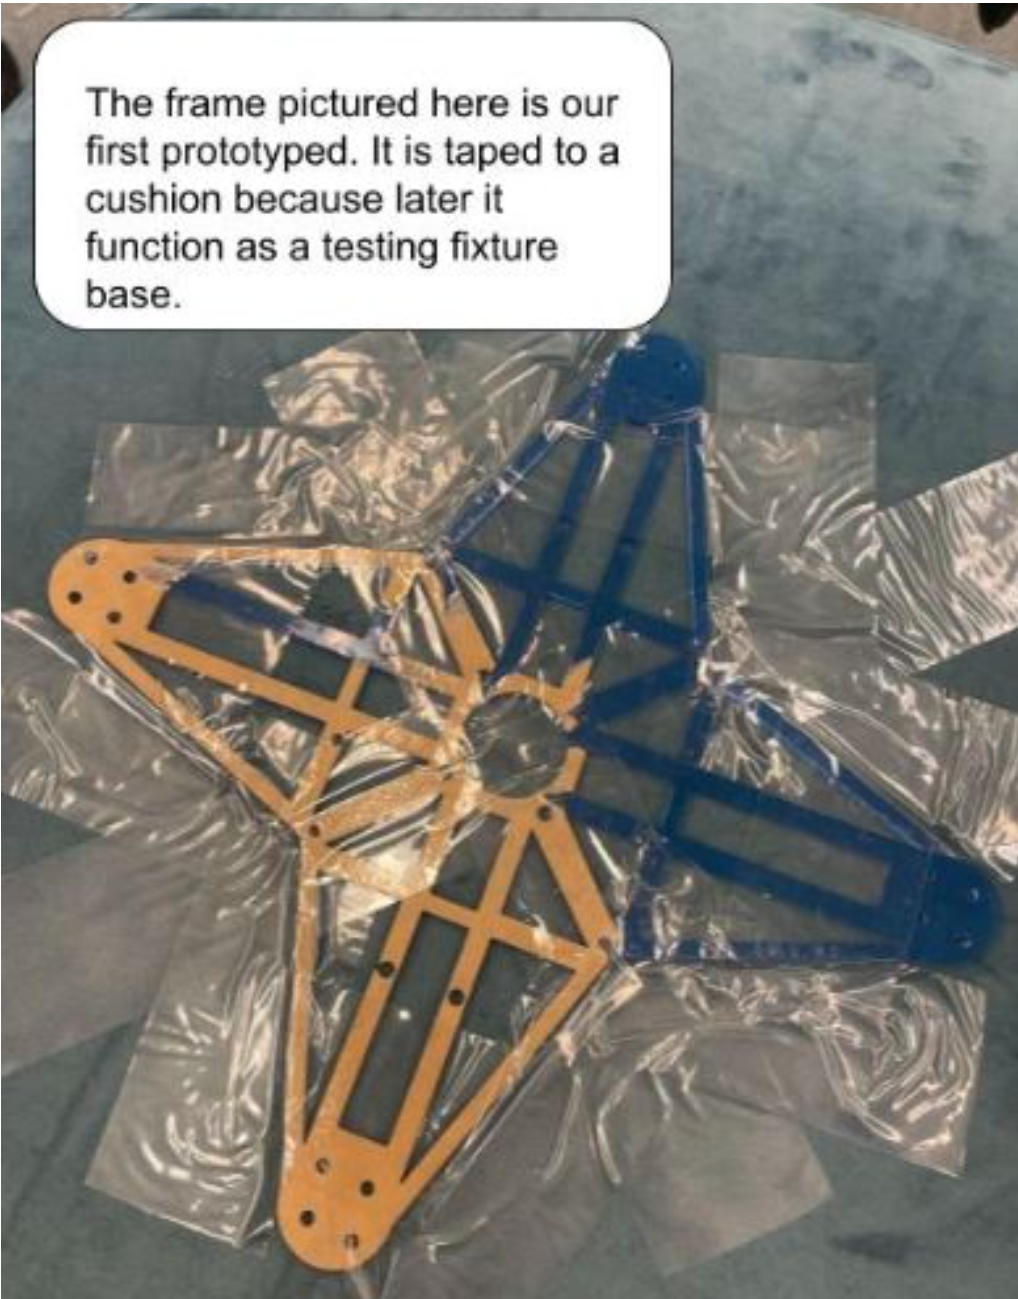 The frame pictured here is our
first prototyped. It is taped to a
cushion because later it
function as a testing fixture
base.